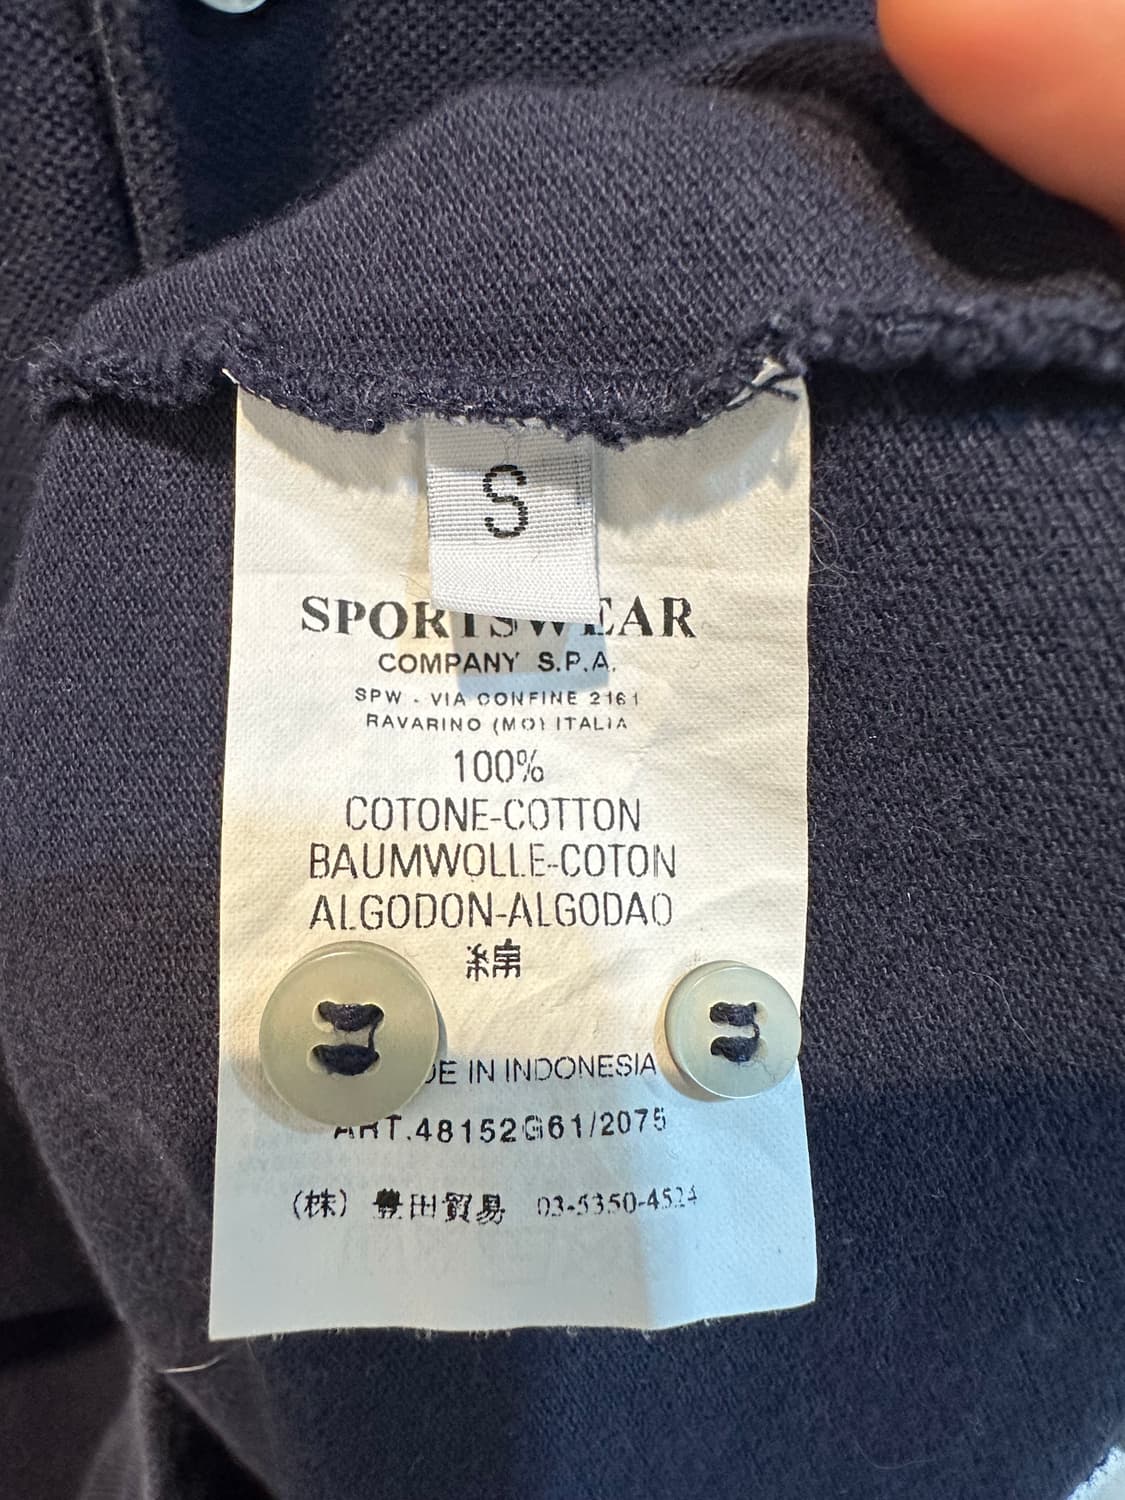 S
SPORTSWEAR
COMPANY S.P.A.
SPW - VIA CONFINE 2161
RAVARINO (MO) ITALIA
100%
COTONE-COTTON
BAUMWOLLE-COTON
ALGODON-ALGODAO
綿
DE IN INDONESIA
ART.48152G61/2075
(株) 豊田貿易 03-5350-4524